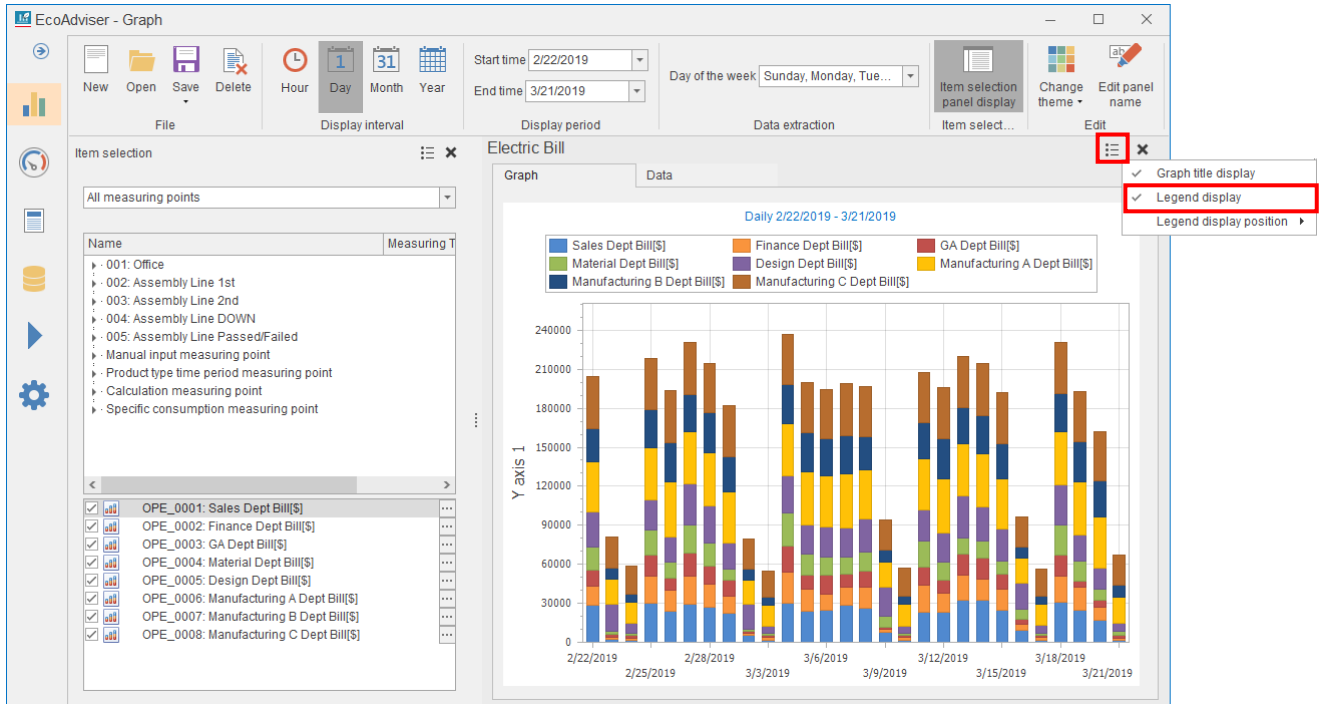 EcoAdviser - Graph
New
Open
Save
Delete
File
Hour
1
Day
31
Month
Year
Display interval
Start time 2/22/2019
End time 3/21/2019
Display period
Day of the week Sunday, Monday, Tue...
Data extraction
Item selection
panel display
Item select...
Change
theme
Edit panel
name
Edit
Item selection
All measuring points
Name Measuring T
001: Office
002: Assembly Line 1st
003: Assembly Line 2nd
004: Assembly Line DOWN
005: Assembly Line Passed/Failed
Manual input measuring point
Product type time period measuring point
Calculation measuring point
Specific consumption measuring point
OPE_0001: Sales Dept Bill[$]
OPE_0002: Finance Dept Bill[$]
OPE_0003: GA Dept Bill[$]
OPE_0004: Material Dept Bill[$]
OPE_0005: Design Dept Bill[$]
OPE_0006: Manufacturing A Dept Bill[$]
OPE_0007: Manufacturing B Dept Bill[$]
OPE_0008: Manufacturing C Dept Bill[$]
Electric Bill
Graph Data
Graph title display
Legend display
Legend display position
Daily 2/22/2019 - 3/21/2019
Sales Dept Bill[$] Finance Dept Bill[$] GA Dept Bill[$]
Material Dept Bill[$] Design Dept Bill[$] Manufacturing A Dept Bill[$]
Manufacturing B Dept Bill[$] Manufacturing C Dept Bill[$]
Y axis 1
240000
210000
180000
150000
120000
90000
60000
30000
0
2/22/2019 2/28/2019 3/6/2019 3/12/2019 3/18/2019
2/25/2019 3/3/2019 3/9/2019 3/15/2019 3/21/2019